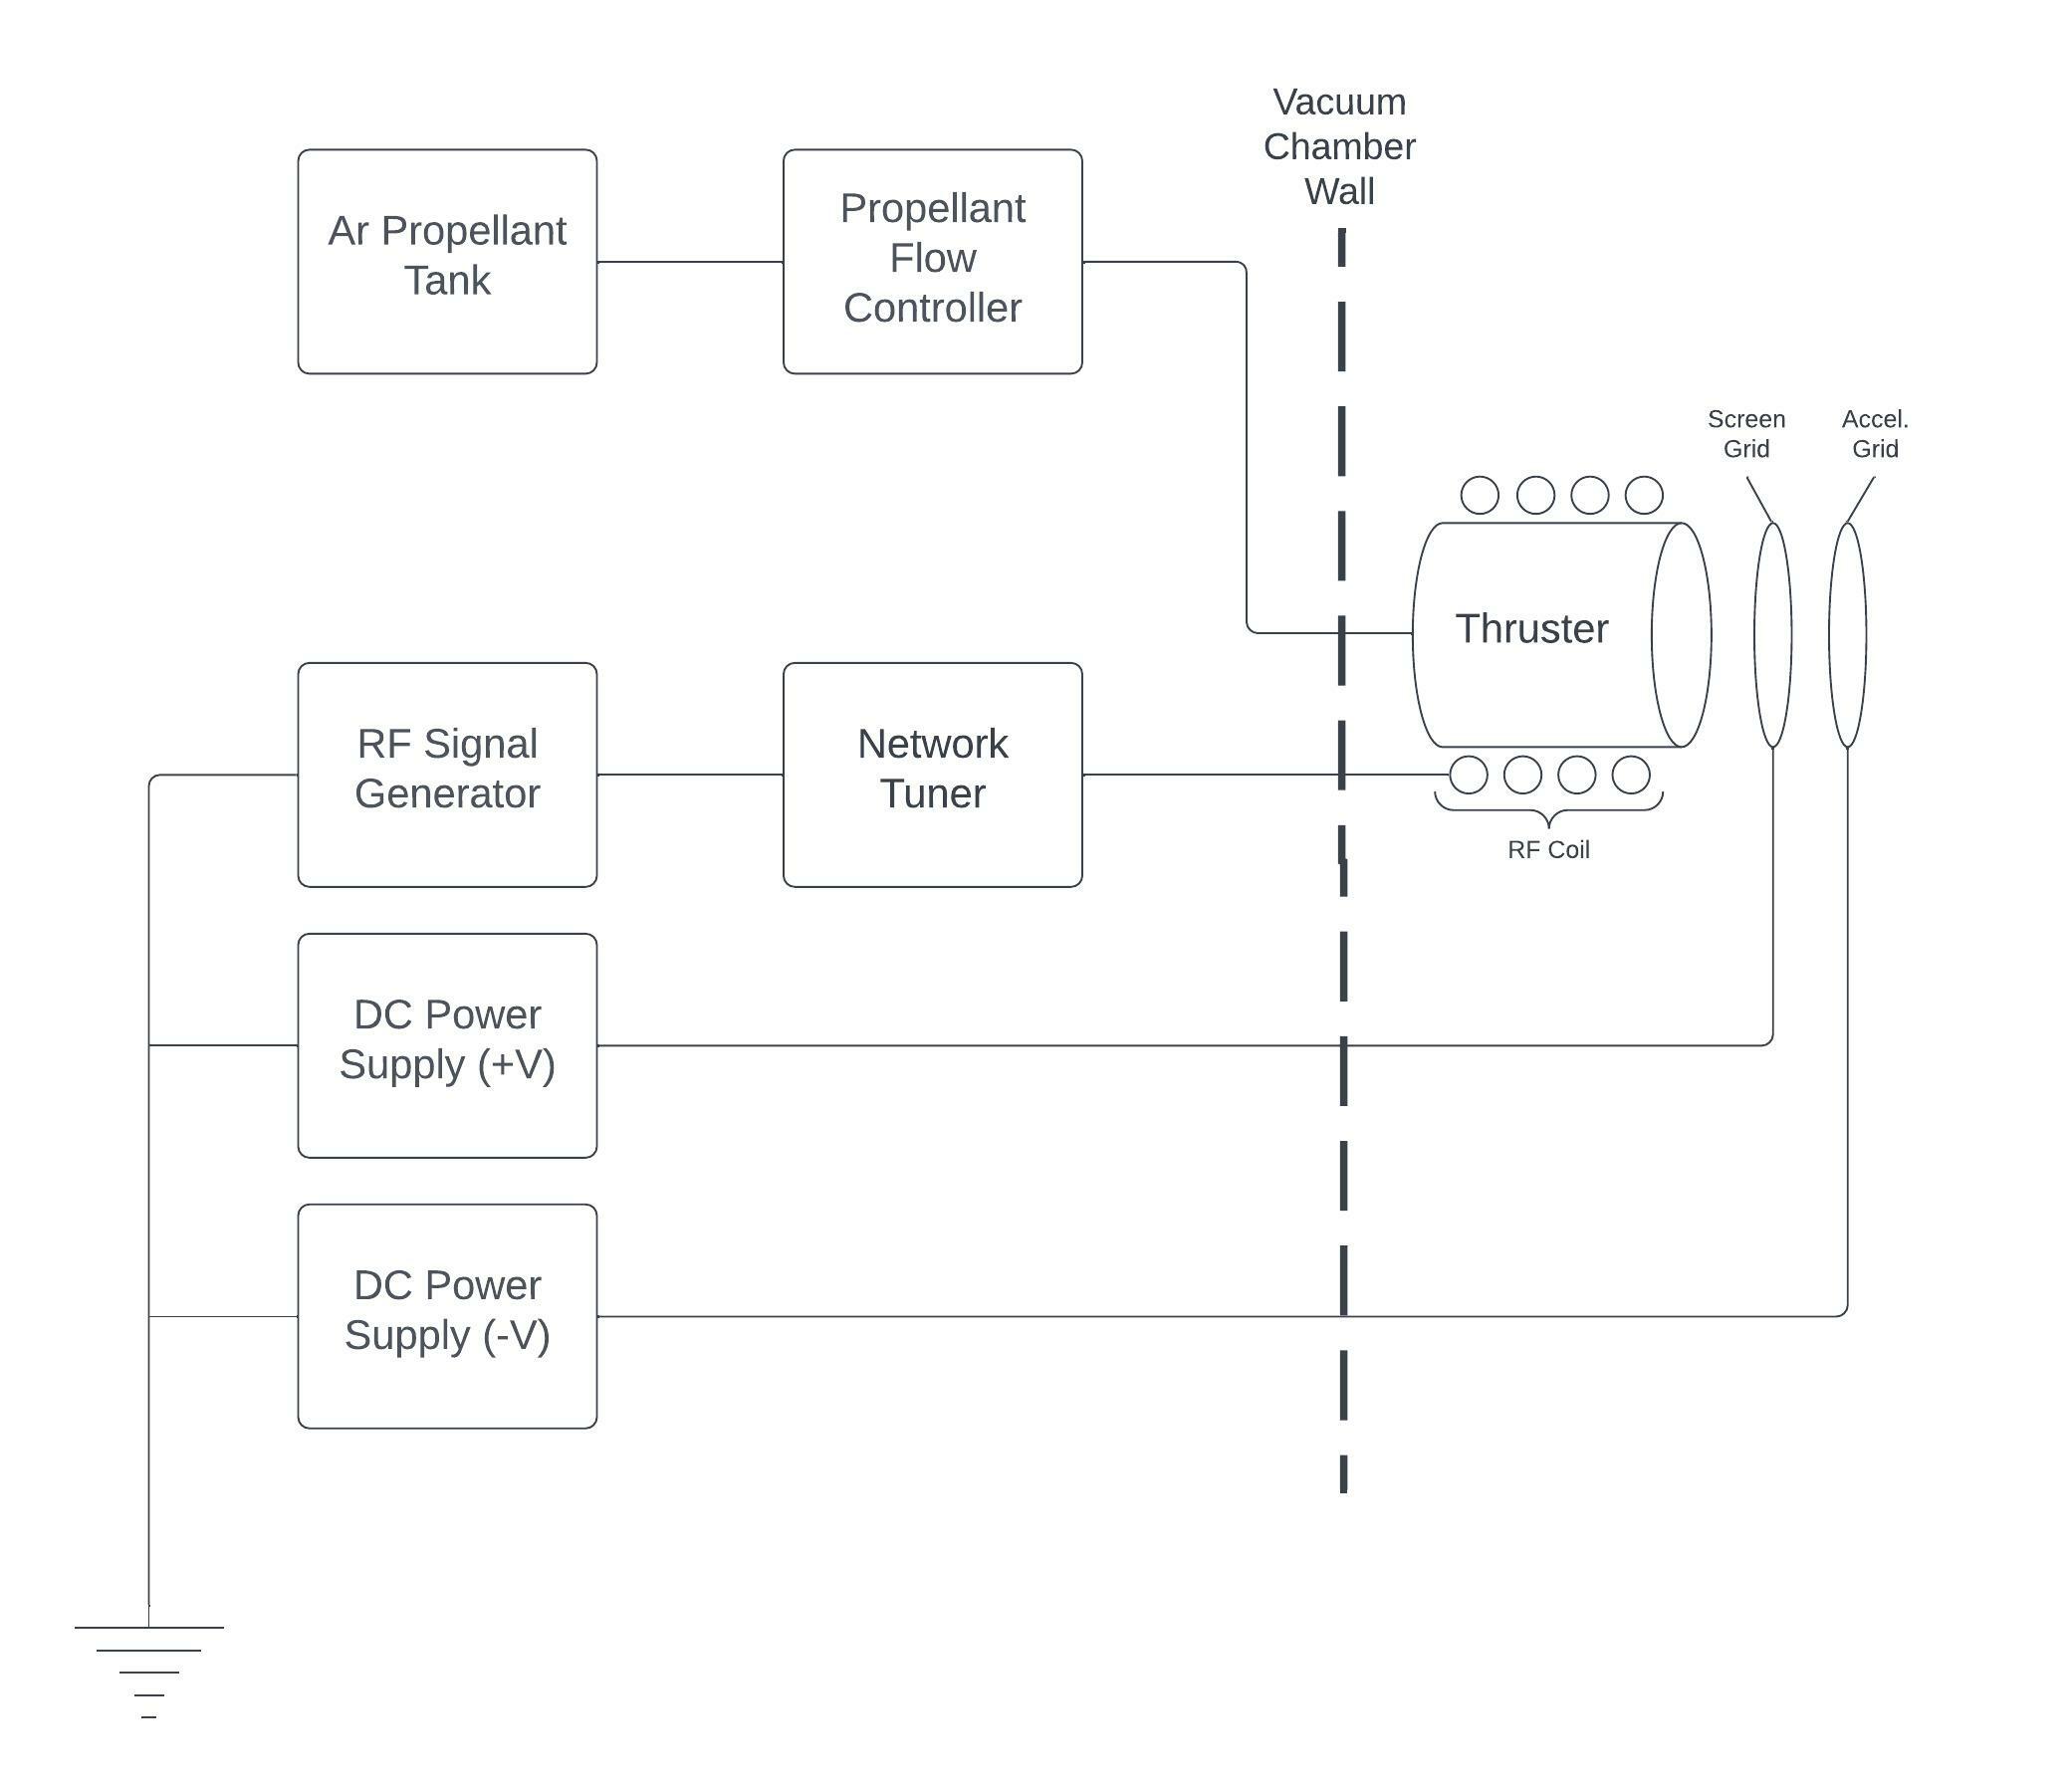 Vacuum
Chamber
Wall
Ar Propellant
Tank
Propellant
Flow
Controller
Screen
Grid
Accel.
Grid
Thruster
RF Signal
Generator
Network
Tuner
RF Coil
DC Power
Supply (+V)
DC Power
Supply (-V)